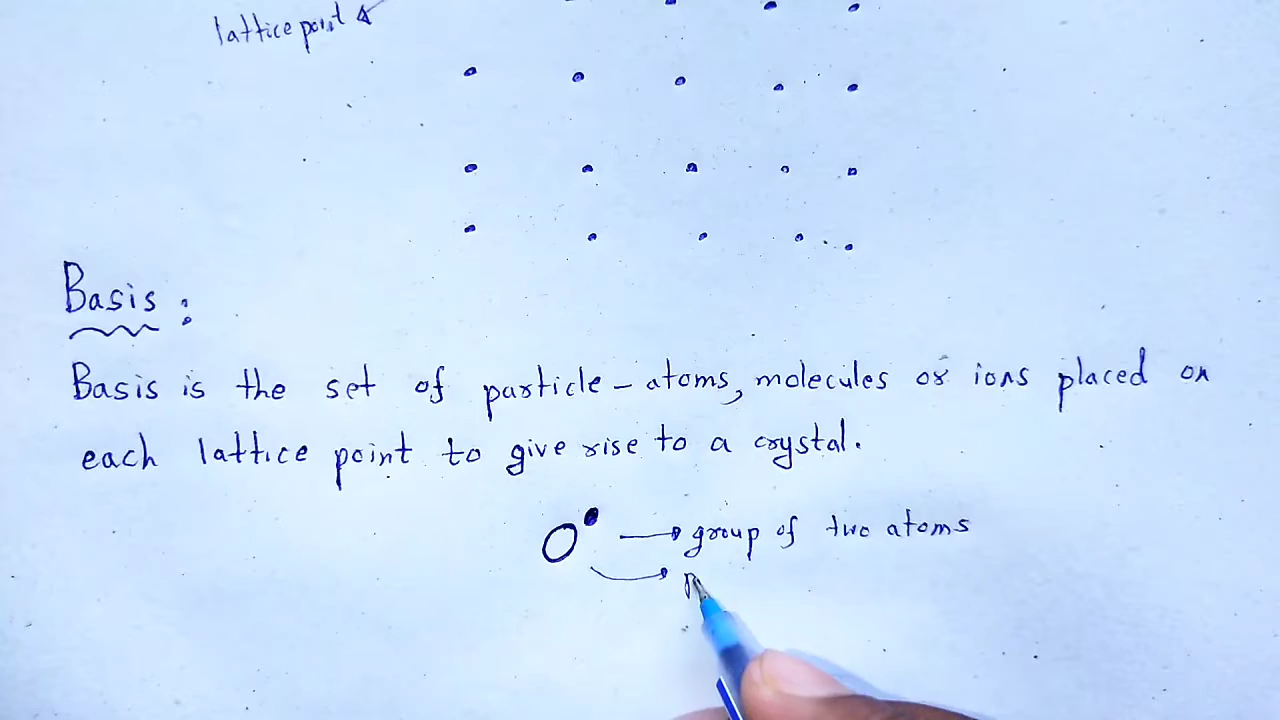 lattice point
Basis :
Basis is the set of particle - atoms, molecules or ions placed on
each lattice point to give rise to a crystal.
group of two atoms